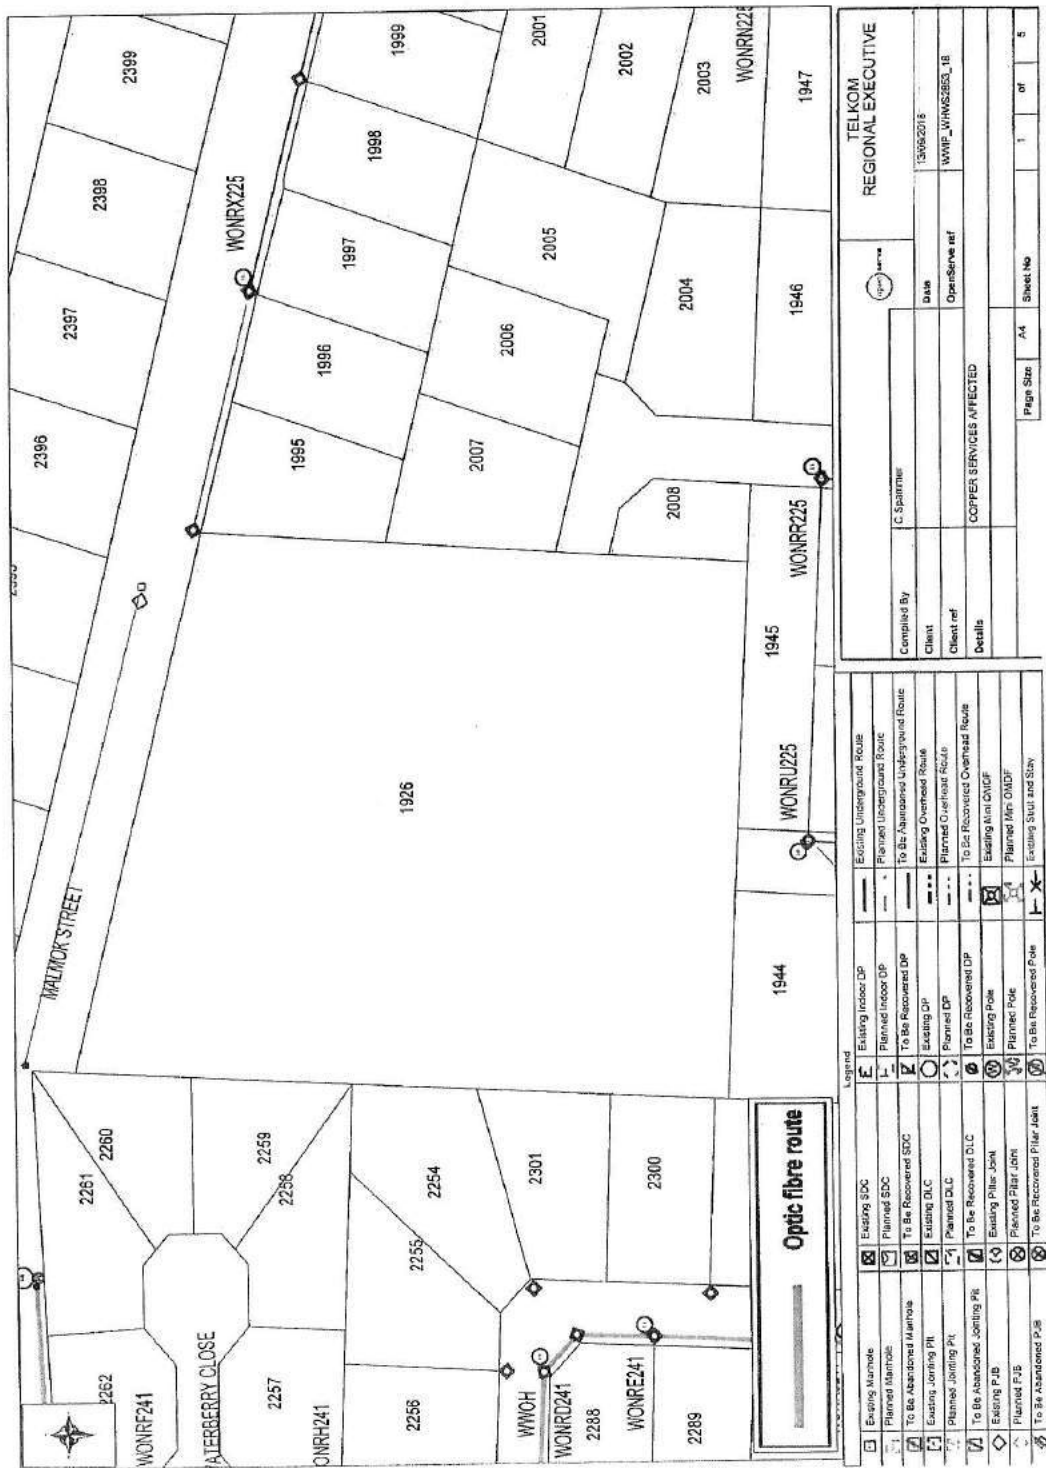 2399
2398
2397
2396
MALMOK STREET
WONRX225
1999
1998
1997
1996
1995
2001
2002
2003
2004
2005
2006
2007
2008
WONRN225
1947
1946
1945
1944
1926
WONRR225
WONRU225
2261
2260
2259
2258
2262
WONRF241
ATERBERRY CLOSE
2257
ONRH241
2256
2255
2254
2301
2300
WWOH
WONRD241
2288
WONRE241
2289
Optic fibre route
Legend
Existing Manhole
Planned Manhole
To Be Abandoned Manhole
Existing Jointing Pit
Planned Jointing Pit
To Be Abandoned Jointing Pit
Existing PJB
Planned PJB
To Be Abandoned PJB
Existing SDC
Planned SDC
To Be Recovered SDC
Existing DLC
Planned DLC
To Be Recovered DLC
Existing Pillar Joint
Planned Pillar Joint
To Be Recovered Pillar Joint
Existing Indoor DP
Planned Indoor DP
To Be Recovered DP
Existing DP
Planned DP
To Be Recovered DP
Existing Pole
Planned Pole
To Be Recovered Pole
Existing Underground Route
Planned Underground Route
To Be Abandoned Underground Route
Existing Overhead Route
Planned Overhead Route
To Be Recovered Overhead Route
Existing Mini OMDF
Planned Mini OMDF
Existing Strut and Stay
open serve
TELKOM
REGIONAL EXECUTIVE
Compiled By
Client
Date
Client ref
OpenServe ref
Details
COPPER SERVICES AFFECTED
Page Size A4 Sheet No 1 of 5